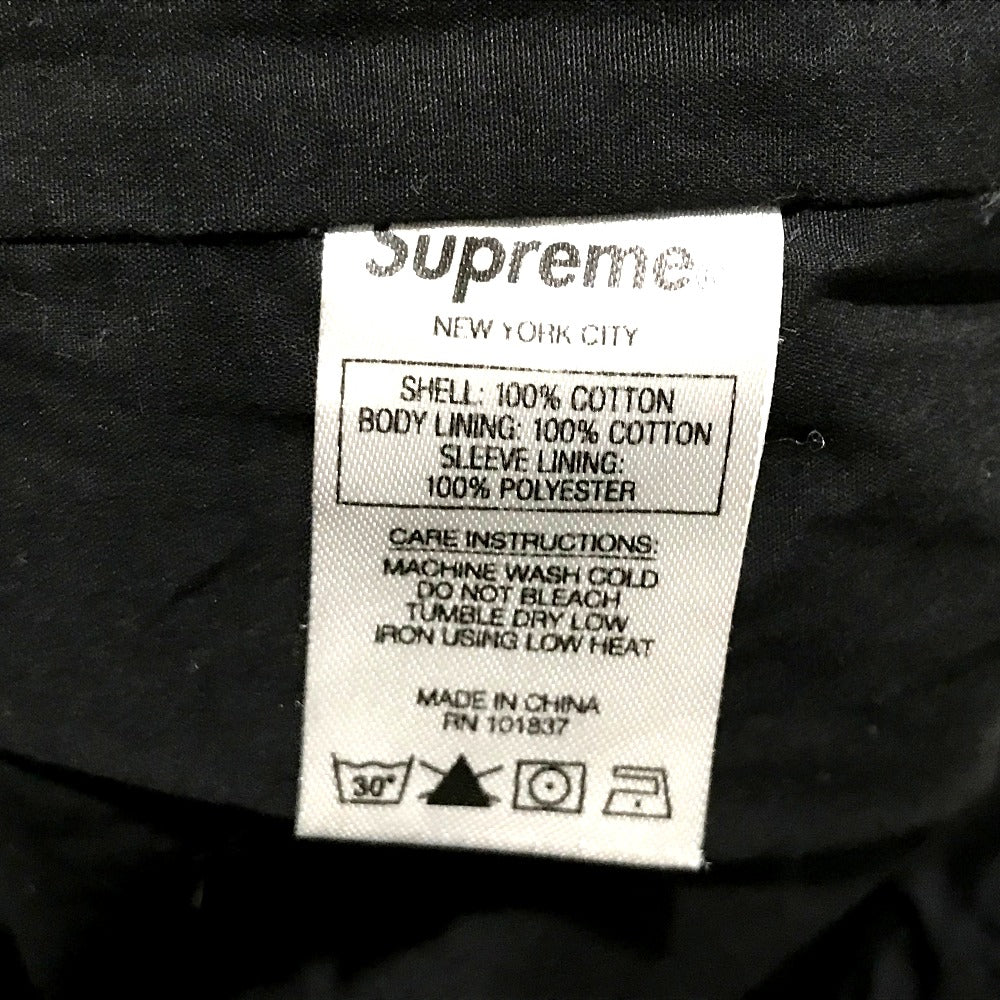 Supreme®
NEW YORK CITY
SHELL: 100% COTTON
BODY LINING: 100% COTTON
SLEEVE LINING:
100% POLYESTER
CARE INSTRUCTIONS:
MACHINE WASH COLD
DO NOT BLEACH
TUMBLE DRY LOW
IRON USING LOW HEAT
MADE IN CHINA
RN 101837
30°